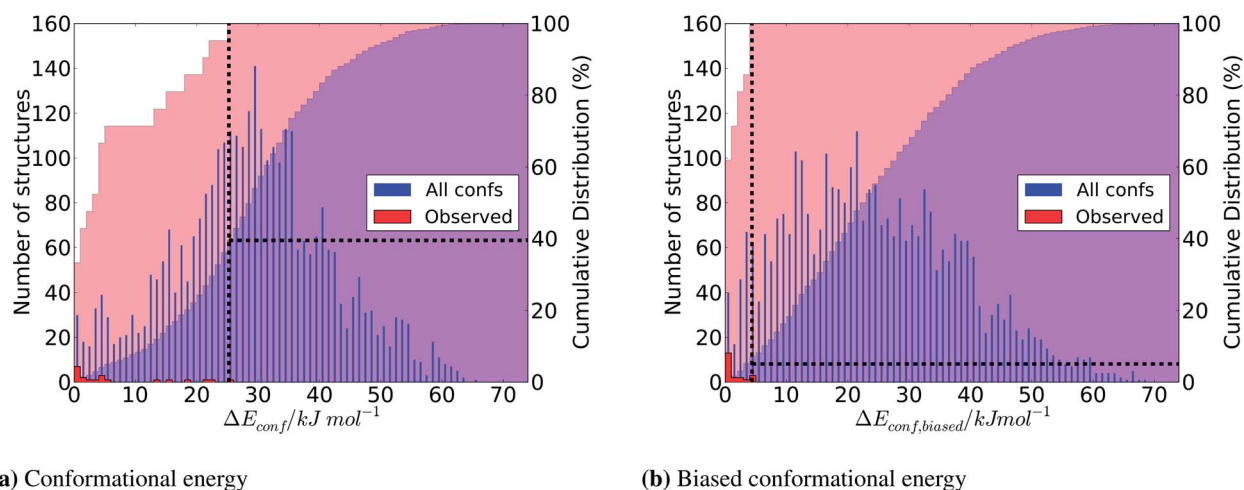 160
140
120
100
80
60
40
20
0
Number of structures
0 10 20 30 40 50 60 70
ΔE_conf/kJ mol⁻¹
100
80
60
40
20
0
Cumulative Distribution (%)
All confs
Observed
a) Conformational energy
160
140
120
100
80
60
40
20
0
Number of structures
0 10 20 30 40 50 60 70
ΔE_conf,biased/kJmol⁻¹
100
80
60
40
20
0
Cumulative Distribution (%)
All confs
Observed
(b) Biased conformational energy